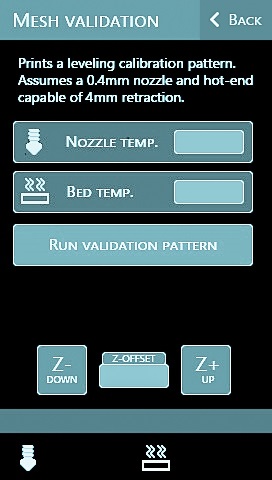 Mesh validation
Back
Prints a leveling calibration pattern.
Assumes a 0.4mm nozzle and hot-end
capable of 4mm retraction.
Nozzle temp.
Bed temp.
Run validation pattern
Z-
down
Z-offset
Z+
up